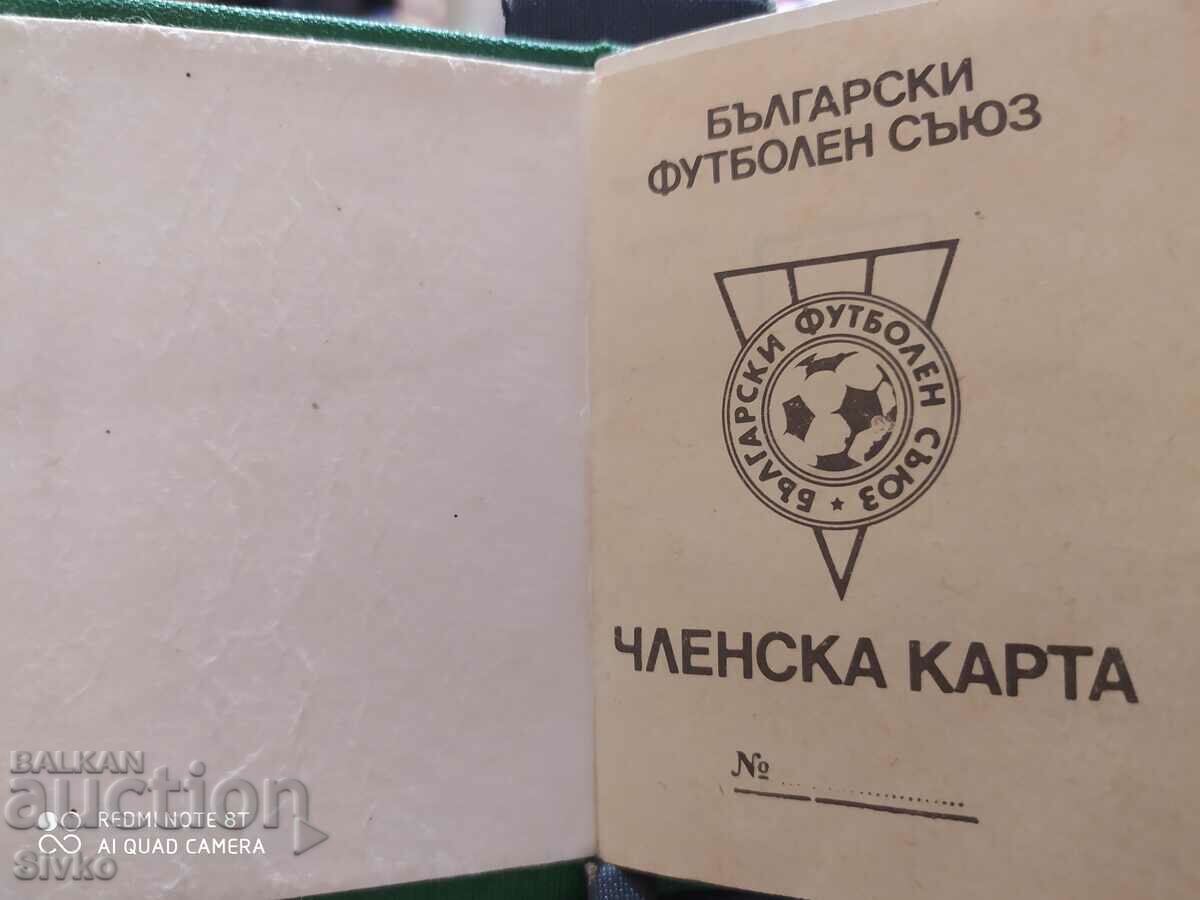 БЪЛГАРСКИ
ФУТБОЛЕН СЪЮЗ
БЪЛГАРСКИ ФУТБОЛЕН СЪЮЗ ★
ЧЛЕНСКА КАРТА
№
BALKAN
auction
REDMI NOTE 8T
AI QUAD CAMERA
Sivko